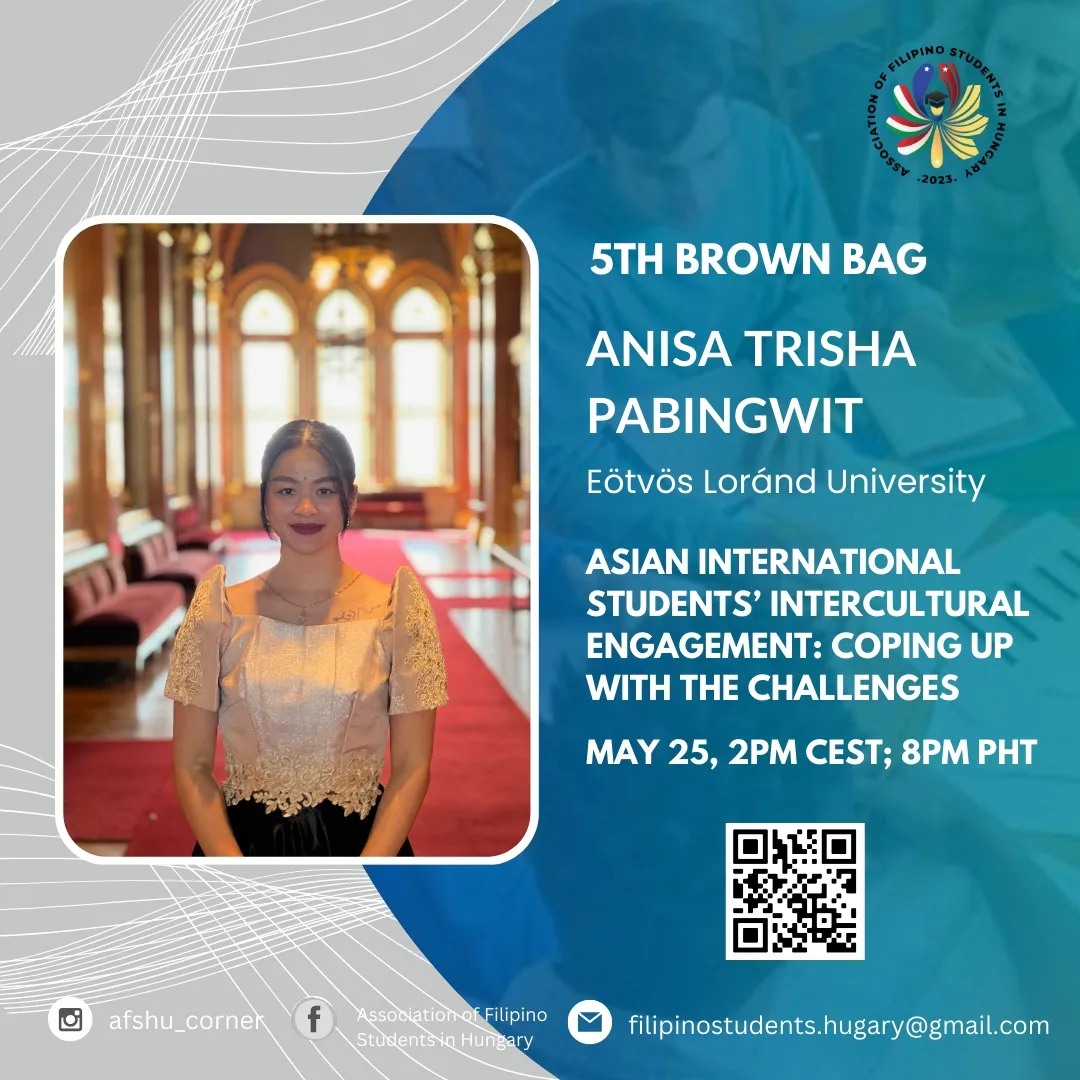 ASSOCIATION OF FILIPINO STUDENTS IN HUNGARY
·2023·
5TH BROWN BAG
ANISA TRISHA
PABINGWIT
Eötvös Loránd University
ASIAN INTERNATIONAL
STUDENTS’ INTERCULTURAL
ENGAGEMENT: COPING UP
WITH THE CHALLENGES
MAY 25, 2PM CEST; 8PM PHT
afshu_corner
Association of Filipino
Students in Hungary
filipinostudents.hugary@gmail.com